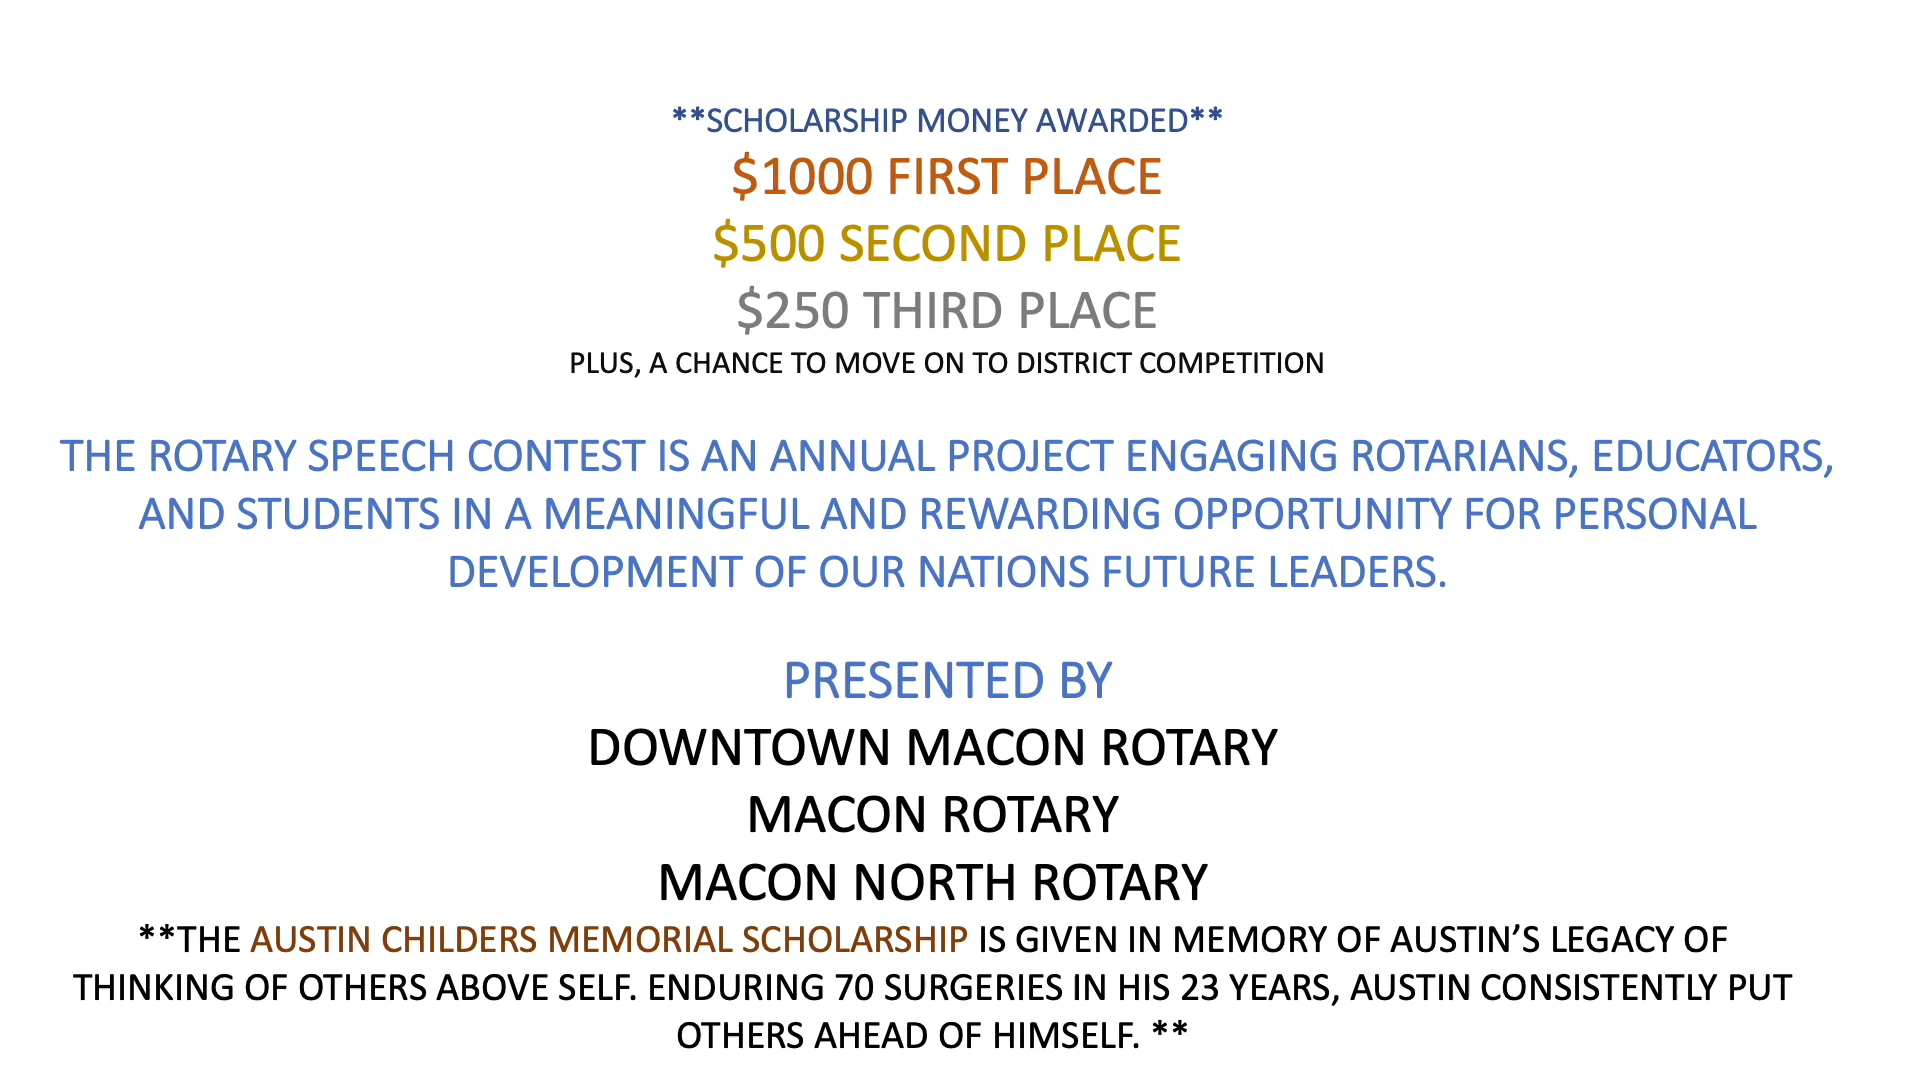 **SCHOLARSHIP MONEY AWARDED**
$1000 FIRST PLACE
$500 SECOND PLACE
$250 THIRD PLACE
PLUS, A CHANCE TO MOVE ON TO DISTRICT COMPETITION
THE ROTARY SPEECH CONTEST IS AN ANNUAL PROJECT ENGAGING ROTARIANS, EDUCATORS,
AND STUDENTS IN A MEANINGFUL AND REWARDING OPPORTUNITY FOR PERSONAL
DEVELOPMENT OF OUR NATIONS FUTURE LEADERS.
PRESENTED BY
DOWNTOWN MACON ROTARY
MACON ROTARY
MACON NORTH ROTARY
**THE AUSTIN CHILDERS MEMORIAL SCHOLARSHIP IS GIVEN IN MEMORY OF AUSTIN’S LEGACY OF
THINKING OF OTHERS ABOVE SELF. ENDURING 70 SURGERIES IN HIS 23 YEARS, AUSTIN CONSISTENTLY PUT
OTHERS AHEAD OF HIMSELF. **